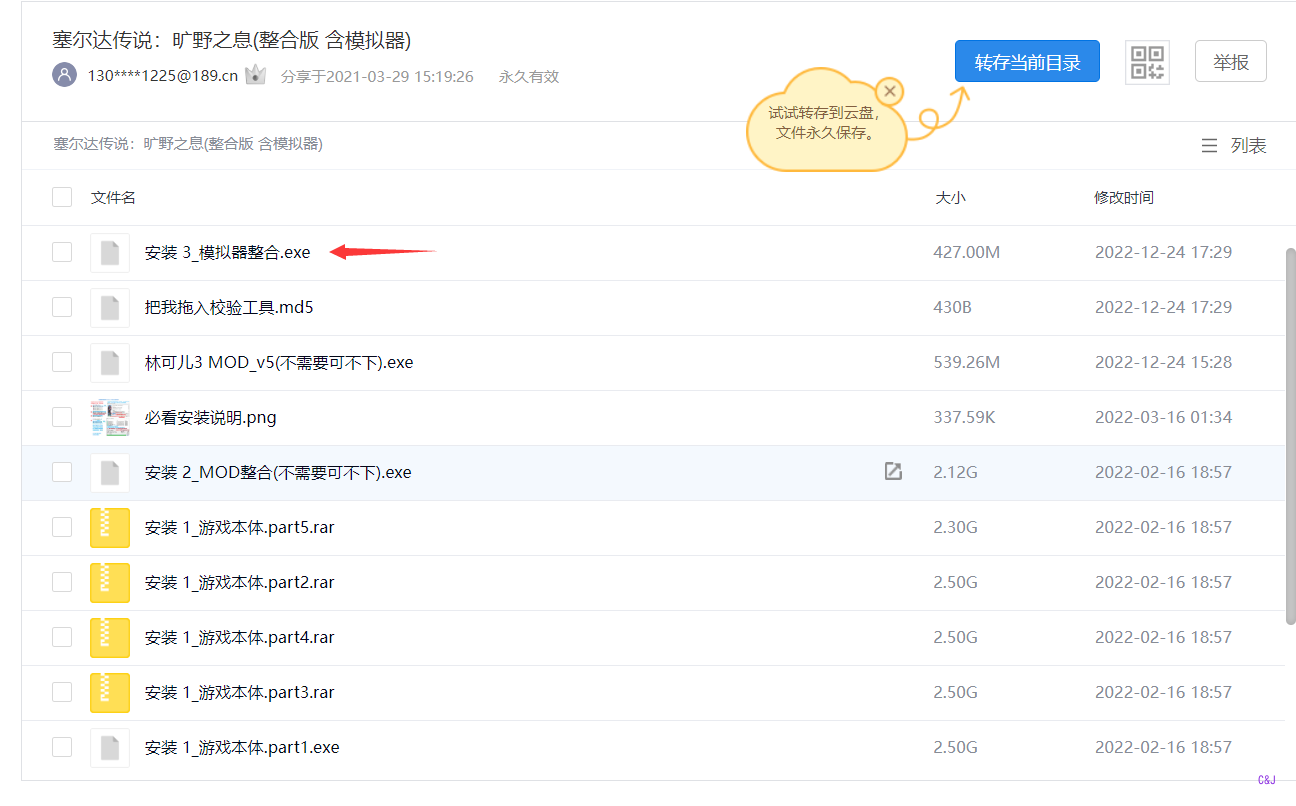 塞尔达传说：旷野之息(整合版 含模拟器)
130****1225@189.cn 分享于2021-03-29 15:19:26 永久有效
转存当前目录 举报
试试转存到云盘，
文件永久保存。
塞尔达传说：旷野之息(整合版 含模拟器) 列表
文件名 大小 修改时间
安装 3_模拟器整合.exe 427.00M 2022-12-24 17:29
把我拖入校验工具.md5 430B 2022-12-24 17:29
林可儿3 MOD_v5(不需要可不下).exe 539.26M 2022-12-24 15:28
必看安装说明.png 337.59K 2022-03-16 01:34
安装 2_MOD整合(不需要可不下).exe 2.12G 2022-02-16 18:57
安装 1_游戏本体.part5.rar 2.30G 2022-02-16 18:57
安装 1_游戏本体.part2.rar 2.50G 2022-02-16 18:57
安装 1_游戏本体.part4.rar 2.50G 2022-02-16 18:57
安装 1_游戏本体.part3.rar 2.50G 2022-02-16 18:57
安装 1_游戏本体.part1.exe 2.50G 2022-02-16 18:57
C&J